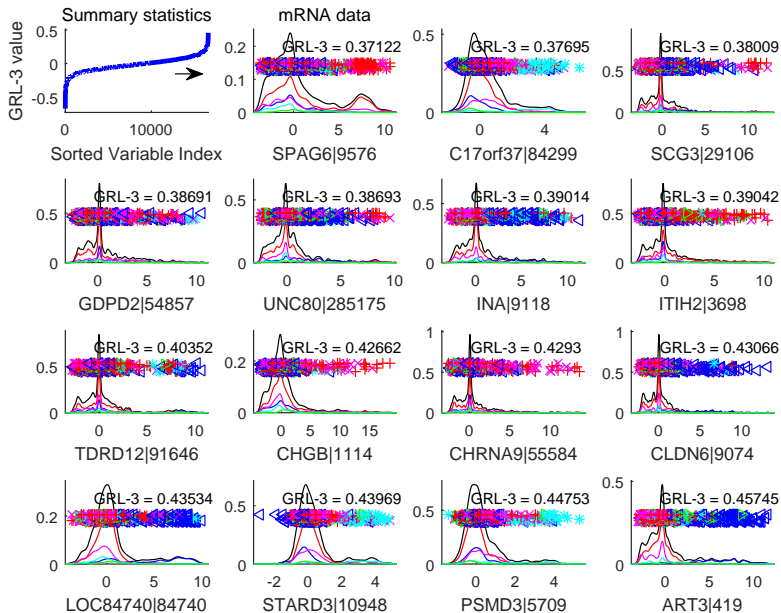 Summary statistics
mRNA data
GRL-3 value
0.5
0
-0.5
0 10000
Sorted Variable Index
GRL-3 = 0.37122
0.2
0.1
0
0 5 10
SPAG6|9576
GRL-3 = 0.37695
0.5
0
0 4
C17orf37|84299
GRL-3 = 0.38009
0.5
0
0 5 10
SCG3|29106
GRL-3 = 0.38691
0.5
0
0 5 10
GDPD2|54857
GRL-3 = 0.38693
0.5
0
0 5 10
UNC80|285175
GRL-3 = 0.39014
0.5
0
0 5 10
INA|9118
GRL-3 = 0.39042
0.5
0
0 5 10
ITIH2|3698
GRL-3 = 0.40352
0.5
0
0 5 10
TDRD12|91646
GRL-3 = 0.42662
0.2
0
0 5 10 15
CHGB|1114
GRL-3 = 0.4293
1
0.5
0
0 5 10
CHRNA9|55584
GRL-3 = 0.43066
1
0.5
0
0 5 10
CLDN6|9074
GRL-3 = 0.43534
0.2
0
0 5 10
LOC84740|84740
GRL-3 = 0.43969
0.4
0.2
0
-2 0 2 4
STARD3|10948
GRL-3 = 0.44753
0.5
0
0 2 4
PSMD3|5709
GRL-3 = 0.45745
0.5
0
0 5 10
ART3|419